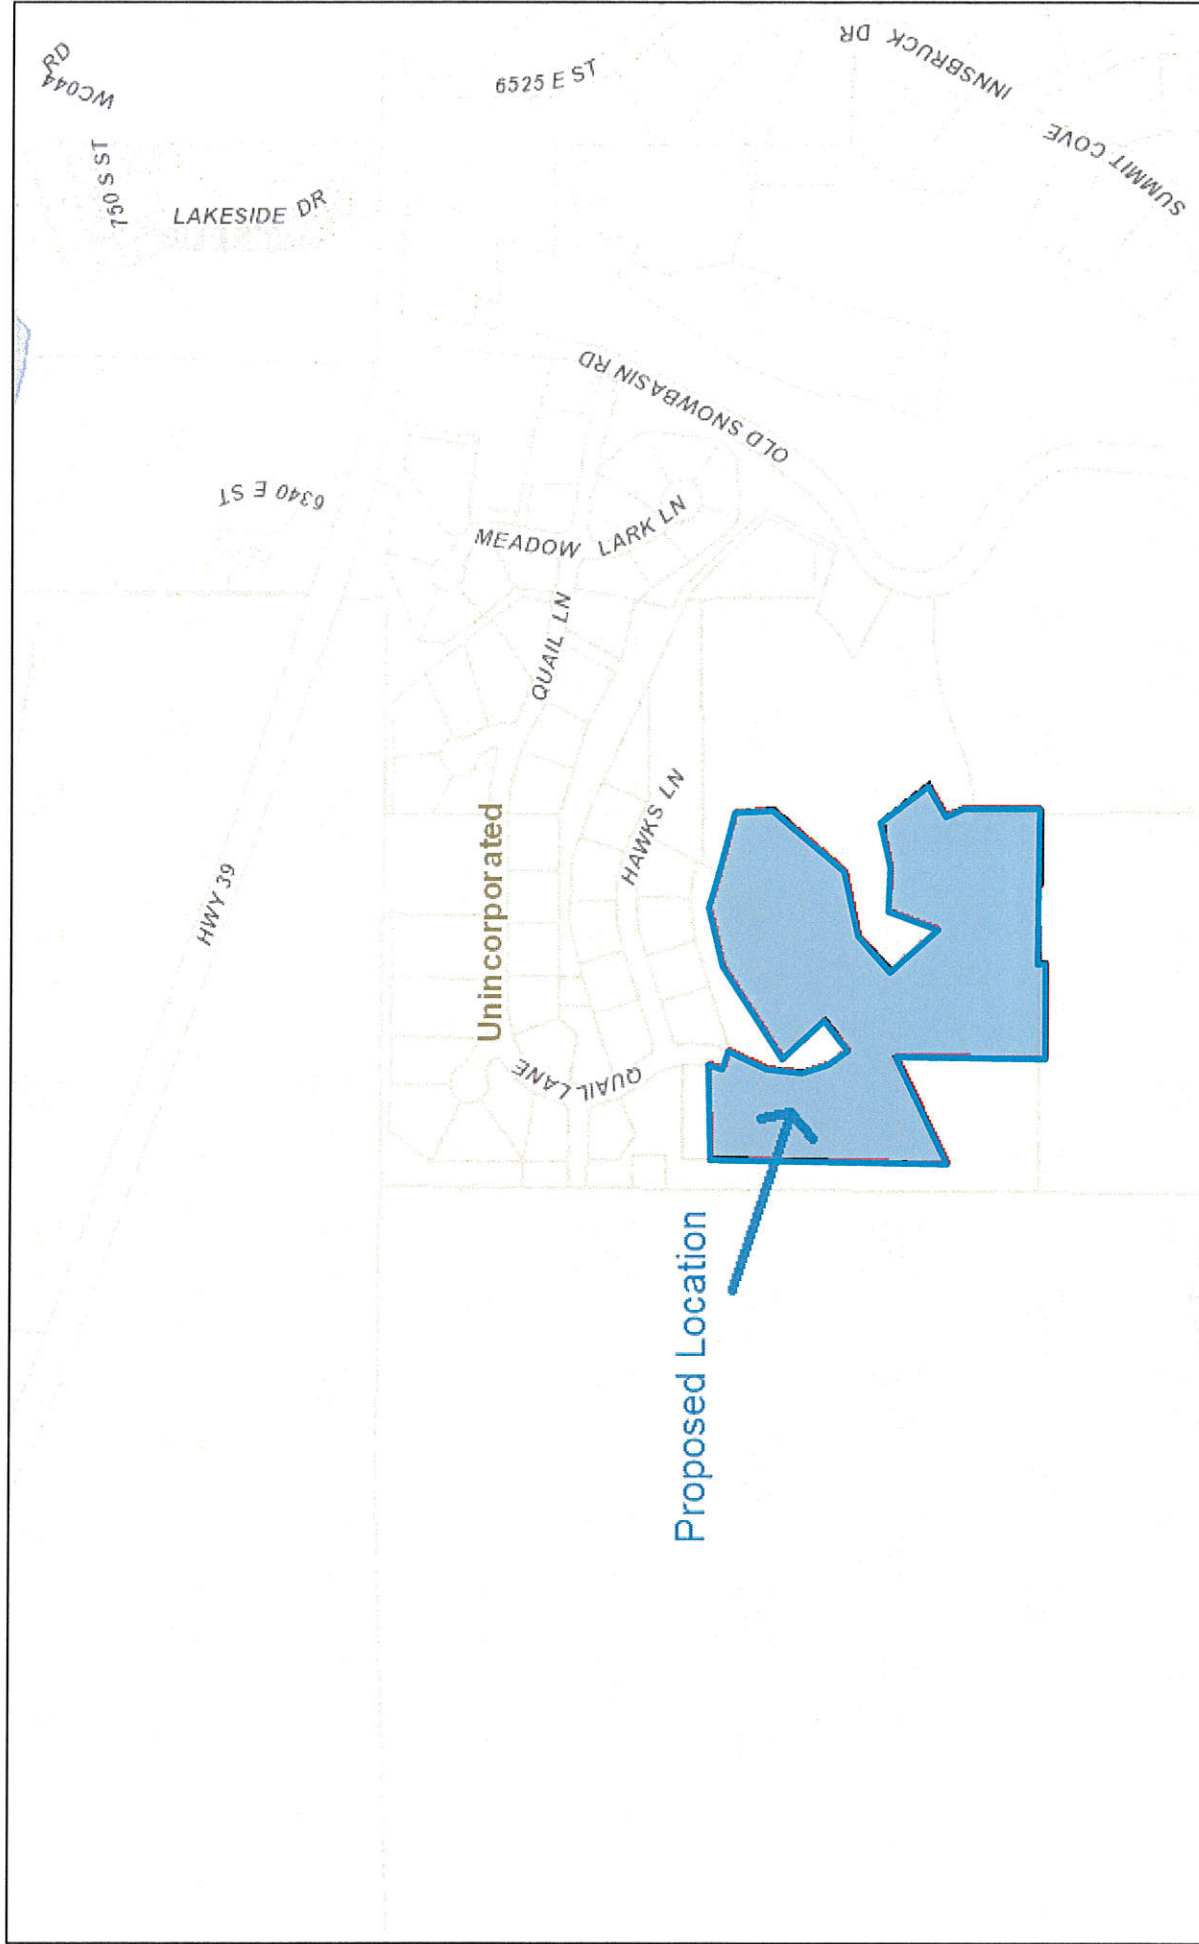 WC044 RD
750 S ST
LAKESIDE DR
6525 E ST
INNSBRUCK DR
SUMMIT COVE
OLD SNOWBASIN RD
6340 E ST
MEADOW LARK LN
QUAIL LN
HWY 39
Unincorporated
HAWKS LN
QUAIL LANE
Proposed Location